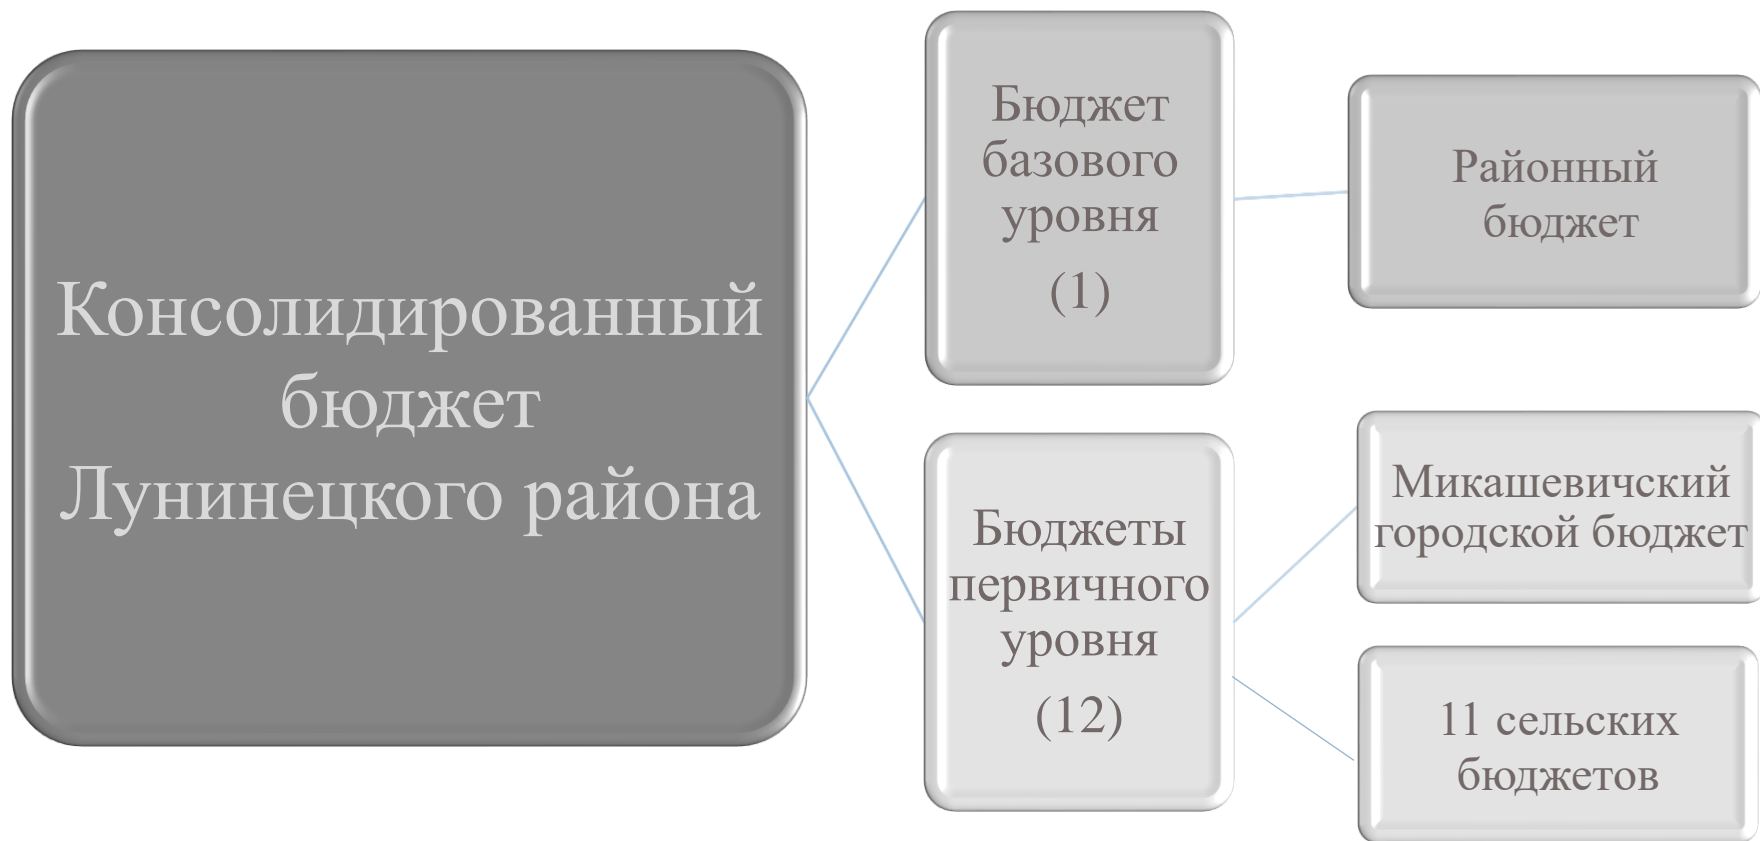 Консолидированный
бюджет
Лунинецкого района
Бюджет
базового
уровня
(1)
Районный
бюджет
Бюджеты
первичного
уровня
(12)
Микашевичский
городской бюджет
11 сельских
бюджетов